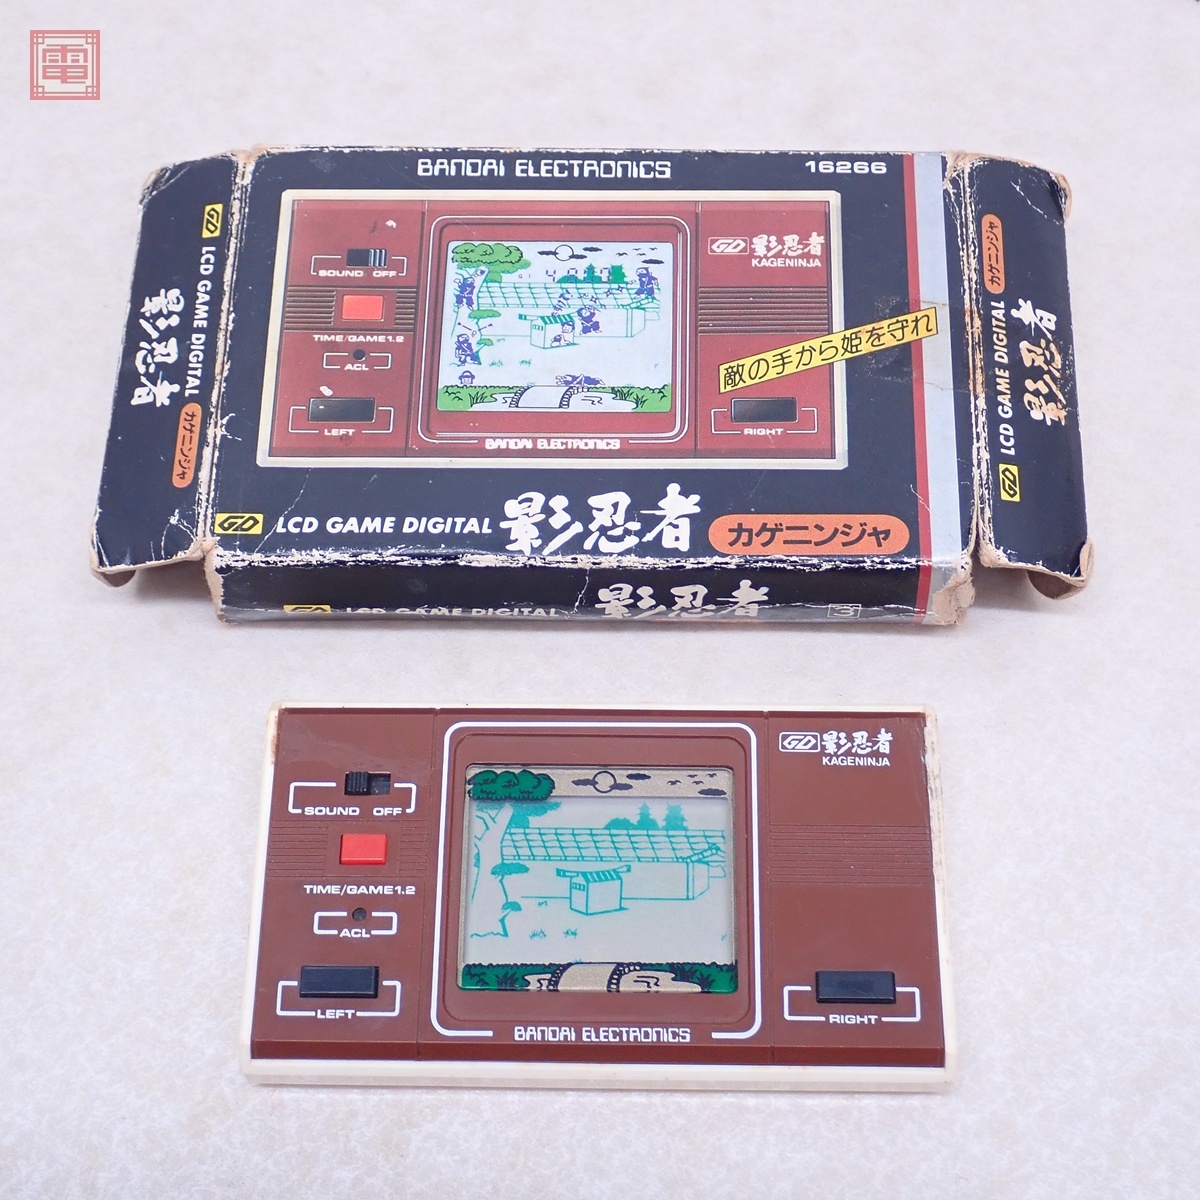 電
BANDAI ELECTRONICS
16266
SOUND OFF
TIME/GAME1.2
ACL
LEFT
GD 影忍者
KAGENINJA
敵の手から姫を守れ
RIGHT
BANDAI ELECTRONICS
GD LCD GAME DIGITAL 影忍者 カゲニンジャ
GD LCD GAME DIGITAL 影忍者 3
GD LCD GAME DIGITAL カゲニンジャ
影忍者
GD LCD GAME DIGITAL カゲニンジャ
影忍者
GD 影忍者
KAGENINJA
SOUND OFF
TIME/GAME1.2
ACL
LEFT
RIGHT
BANDAI ELECTRONICS